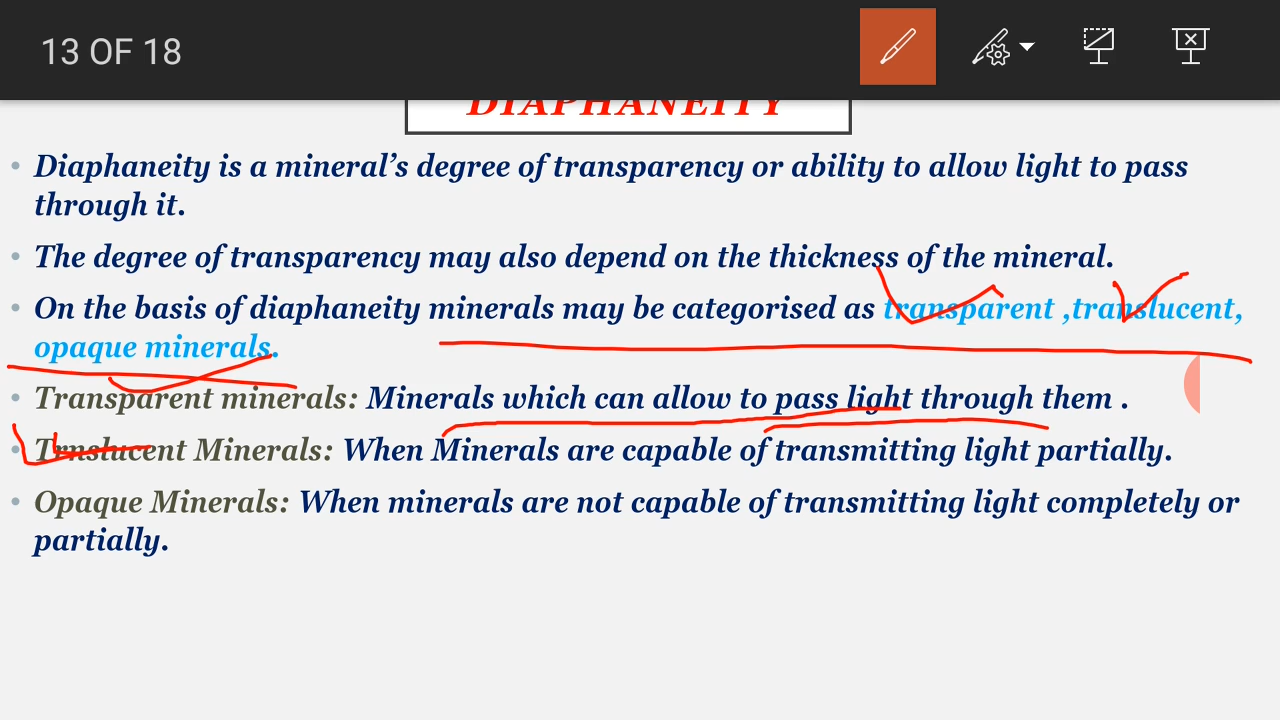 13 OF 18
DIAPHANEITY
• Diaphaneity is a mineral’s degree of transparency or ability to allow light to pass
through it.
• The degree of transparency may also depend on the thickness of the mineral.
• On the basis of diaphaneity minerals may be categorised as transparent ,translucent,
opaque minerals.
• Transparent minerals: Minerals which can allow to pass light through them .
• Trnslucent Minerals: When Minerals are capable of transmitting light partially.
• Opaque Minerals: When minerals are not capable of transmitting light completely or
partially.